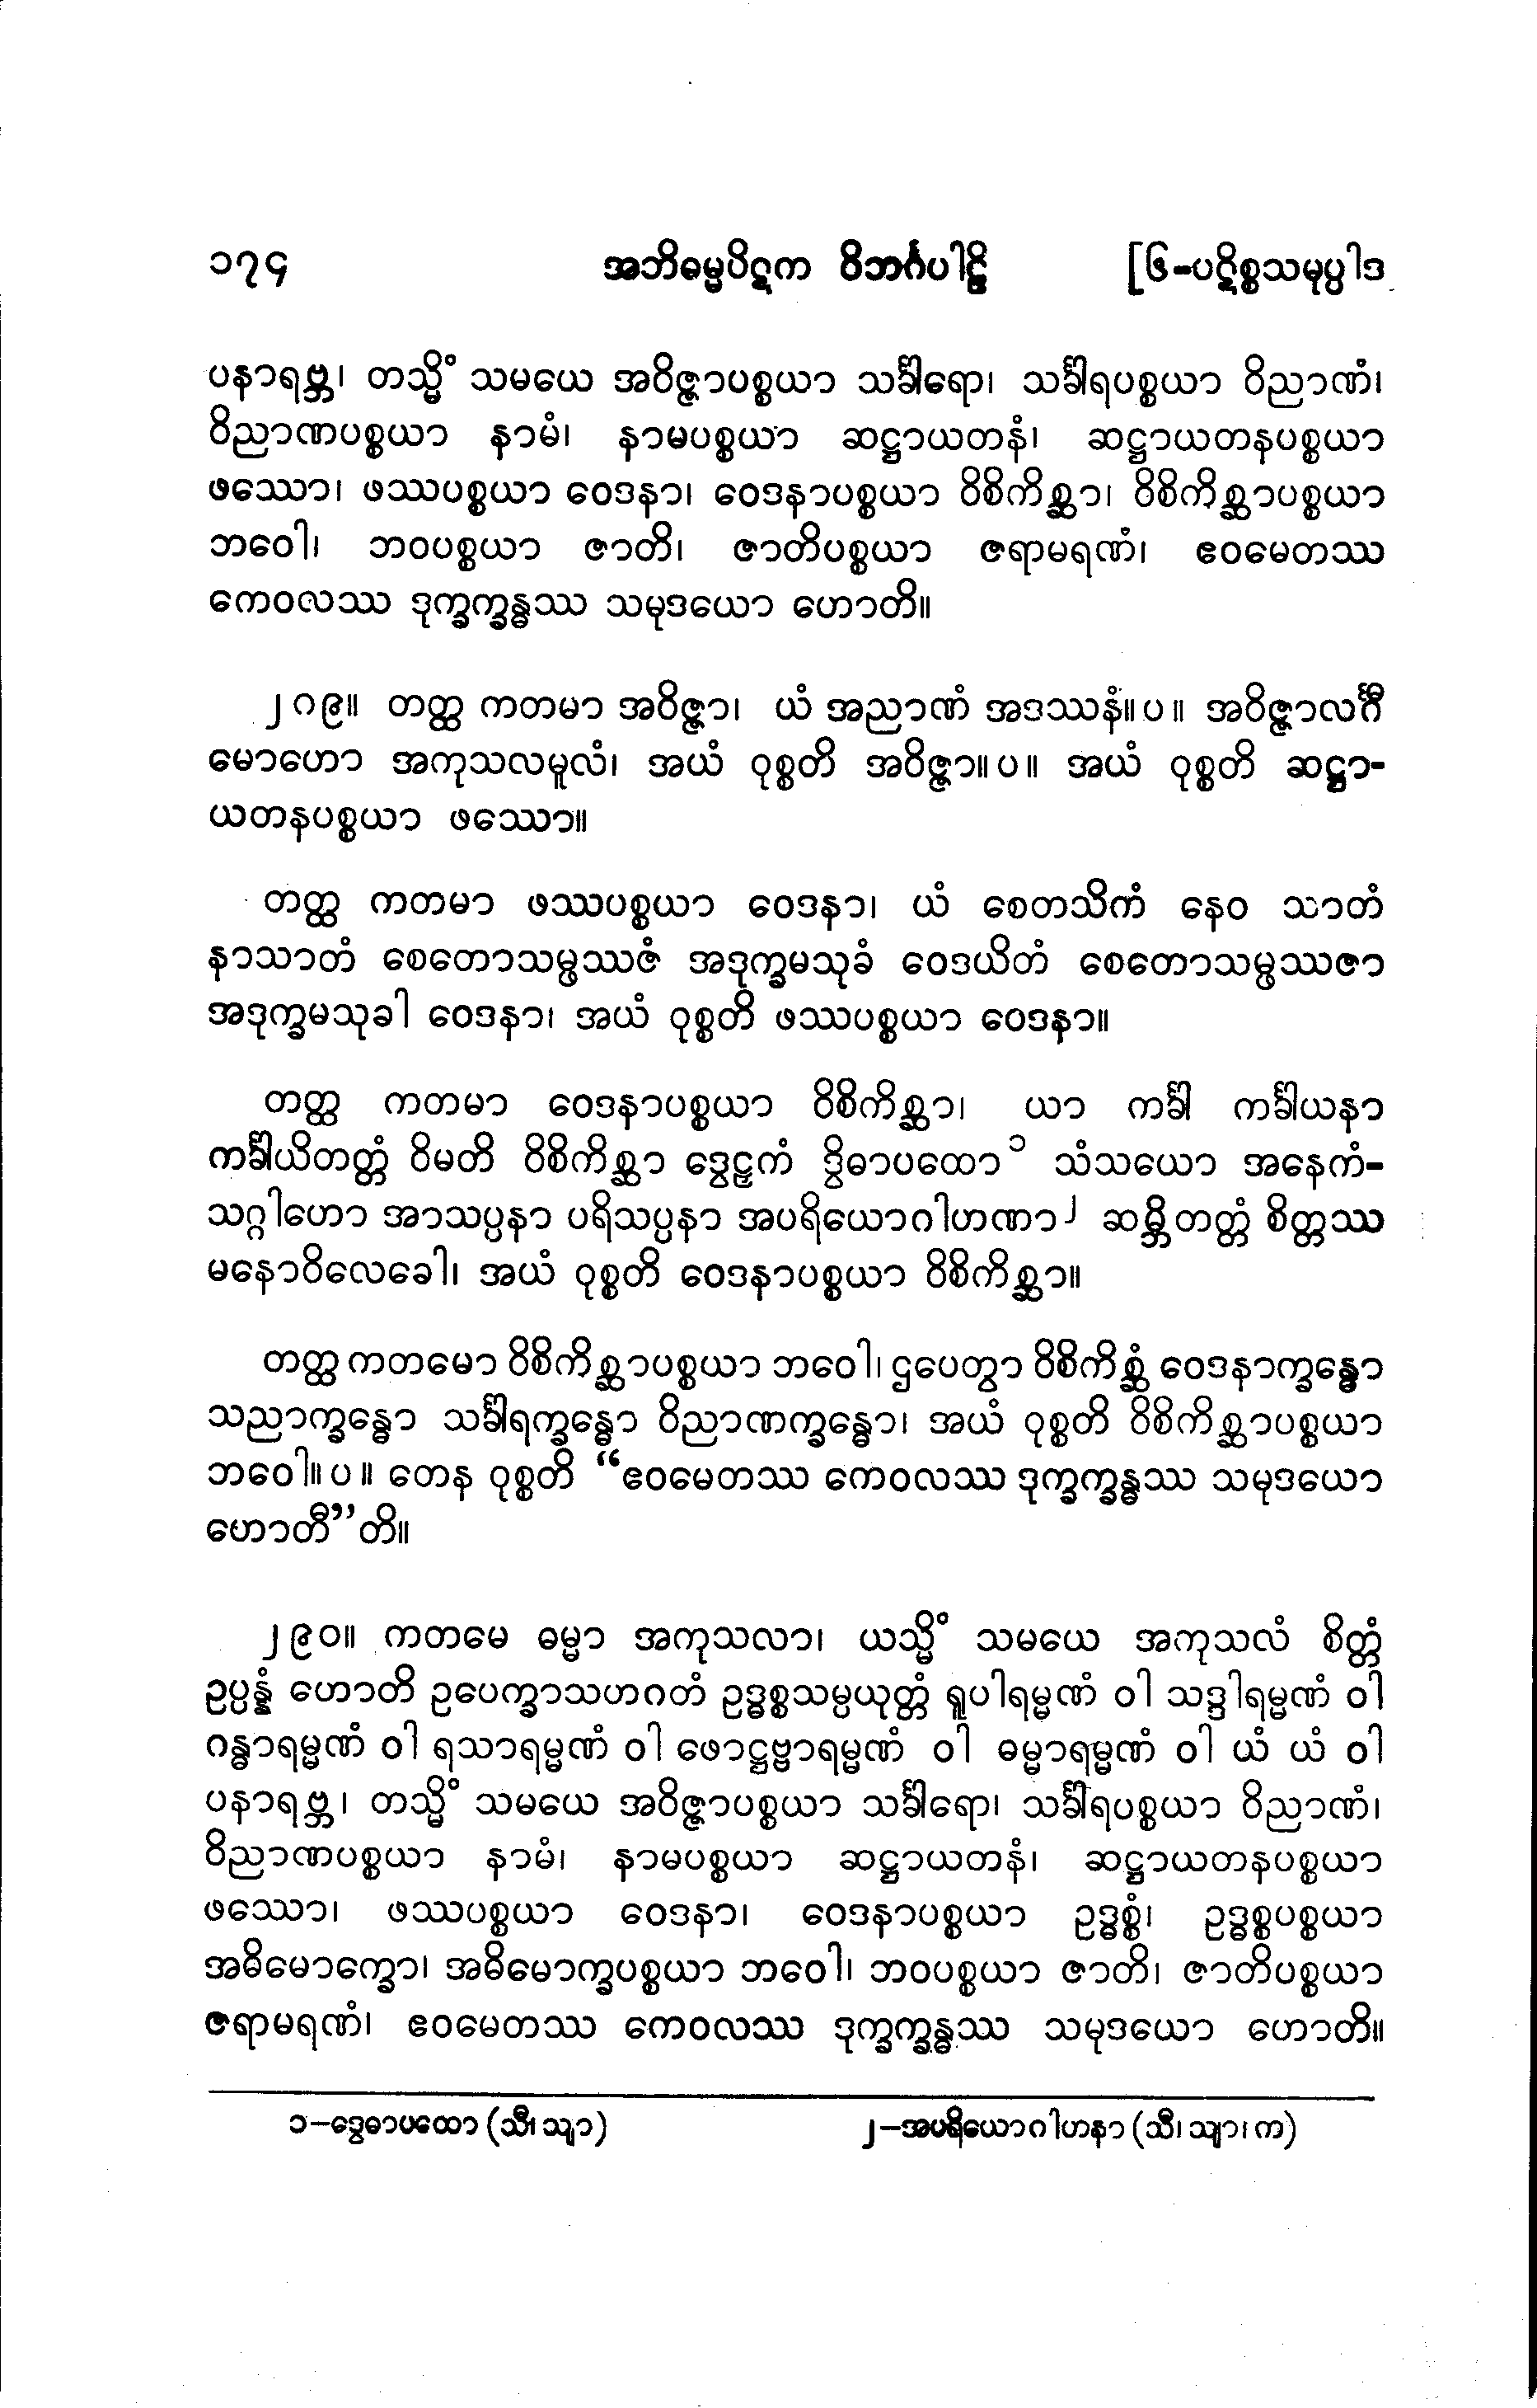 ၁၇၄ အဘိဓမ္မပိဋက ဝိဘင်္ဂပါဠိ [၆-ပဋိစ္စသမုပ္ပါဒ
ပနာရဗ္ဘ၊ တသ္မိံ သမယေ အဝိဇ္ဇာပစ္စယာ သင်္ခါရော၊ သင်္ခါရပစ္စယာ ဝိညာဏံ၊
ဝိညာဏပစ္စယာ နာမံ၊ နာမပစ္စယာ ဆဋ္ဌာယတနံ၊ ဆဋ္ဌာယတနပစ္စယာ
ဖဿော၊ ဖဿပစ္စယာ ဝေဒနာ၊ ဝေဒနာပစ္စယာ ဝိစိကိစ္ဆာ၊ ဝိစိကိစ္ဆာပစ္စယာ
ဘဝေါ၊ ဘဝပစ္စယာ ဇာတိ၊ ဇာတိပစ္စယာ ဇရာမရဏံ၊ ဧဝမေတဿ
ကေဝလဿ ဒုက္ခက္ခန္ဓဿ သမုဒယော ဟောတိ။
၂၈၉။ တတ္ထ ကတမာ အဝိဇ္ဇာ၊ ယံ အညာဏံ အဒဿနံ။ပ။ အဝိဇ္ဇာလင်္ဂီ
မောဟော အကုသလမူလံ၊ အယံ ဝုစ္စတိ အဝိဇ္ဇာ။ပ။ အယံ ဝုစ္စတိ ဆဋ္ဌာ-
ယတနပစ္စယာ ဖဿော။
တတ္ထ ကတမာ ဖဿပစ္စယာ ဝေဒနာ၊ ယံ စေတသိကံ နေဝ သာတံ
နာသာတံ စေတောသမ္ဖဿဇံ အဒုက္ခမသုခံ ဝေဒယိတံ စေတောသမ္ဖဿဇာ
အဒုက္ခမသုခါ ဝေဒနာ၊ အယံ ဝုစ္စတိ ဖဿပစ္စယာ ဝေဒနာ။
တတ္ထ ကတမာ ဝေဒနာပစ္စယာ ဝိစိကိစ္ဆာ၊ ယာ ကင်္ခါ ကင်္ခါယနာ
ကင်္ခါယိတတ္တံ ဝိမတိ ဝိစိကိစ္ဆာ ဒွေဠှကံ ဒွိဓာပထော၁ သံသယော အနေကံ-
သဂ္ဂါဟော အာသပ္ပနာ ပရိသပ္ပနာ အပရိယောဂါဟဏာ၂ ဆမ္ဘိတတ္တံ စိတ္တဿ
မနောဝိလေခေါ၊ အယံ ဝုစ္စတိ ဝေဒနာပစ္စယာ ဝိစိကိစ္ဆာ။
တတ္ထ ကတမော ဝိစိကိစ္ဆာပစ္စယာ ဘဝေါ၊ ဌပေတွာ ဝိစိကိစ္ဆံ ဝေဒနာက္ခန္ဓော
သညာက္ခန္ဓော သင်္ခါရက္ခန္ဓော ဝိညာဏက္ခန္ဓော၊ အယံ ဝုစ္စတိ ဝိစိကိစ္ဆာပစ္စယာ
ဘဝေါ။ပ။ တေန ဝုစ္စတိ “ဧဝမေတဿ ကေဝလဿ ဒုက္ခက္ခန္ဓဿ သမုဒယော
ဟောတီ”တိ။
၂၉၀။ ကတမေ ဓမ္မာ အကုသလာ၊ ယသ္မိံ သမယေ အကုသလံ စိတ္တံ
ဥပ္ပန္နံ ဟောတိ ဥပေက္ခာသဟဂတံ ဥဒ္ဓစ္စသမ္ပယုတ္တံ ရူပါရမ္မဏံ ဝါ သဒ္ဒါရမ္မဏံ ဝါ
ဂန္ဓာရမ္မဏံ ဝါ ရသာရမ္မဏံ ဝါ ဖောဋ္ဌဗ္ဗာရမ္မဏံ ဝါ ဓမ္မာရမ္မဏံ ဝါ ယံ ယံ ဝါ
ပနာရဗ္ဘ၊ တသ္မိံ သမယေ အဝိဇ္ဇာပစ္စယာ သင်္ခါရော၊ သင်္ခါရပစ္စယာ ဝိညာဏံ၊
ဝိညာဏပစ္စယာ နာမံ၊ နာမပစ္စယာ ဆဋ္ဌာယတနံ၊ ဆဋ္ဌာယတနပစ္စယာ
ဖဿော၊ ဖဿပစ္စယာ ဝေဒနာ၊ ဝေဒနာပစ္စယာ ဥဒ္ဓစ္စံ၊ ဥဒ္ဓစ္စပစ္စယာ
အဓိမောက္ခော၊ အဓိမောက္ခပစ္စယာ ဘဝေါ၊ ဘဝပစ္စယာ ဇာတိ၊ ဇာတိပစ္စယာ
ဇရာမရဏံ၊ ဧဝမေတဿ ကေဝလဿ ဒုက္ခက္ခန္ဓဿ သမုဒယော ဟောတိ။
၁-ဒွေဓာပထော (သီ၊ သျာ) ၂-အပရိယောဂါဟနာ (သီ၊ သျာ၊ က)